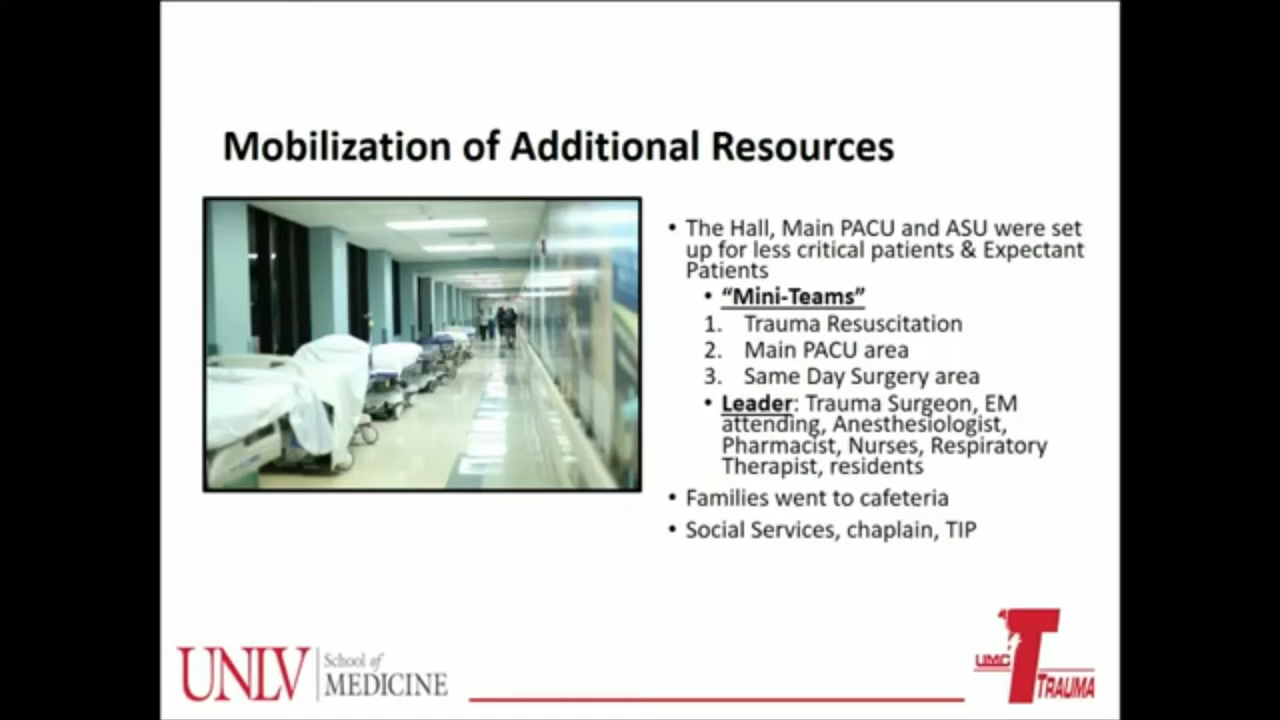 Mobilization of Additional Resources
• The Hall, Main PACU and ASU were set
up for less critical patients & Expectant
Patients
• “Mini-Teams”
1. Trauma Resuscitation
2. Main PACU area
3. Same Day Surgery area
• Leader: Trauma Surgeon, EM
attending, Anesthesiologist,
Pharmacist, Nurses, Respiratory
Therapist, residents
• Families went to cafeteria
• Social Services, chaplain, TIP
UNLV School of
MEDICINE
UMC T
TRAUMA